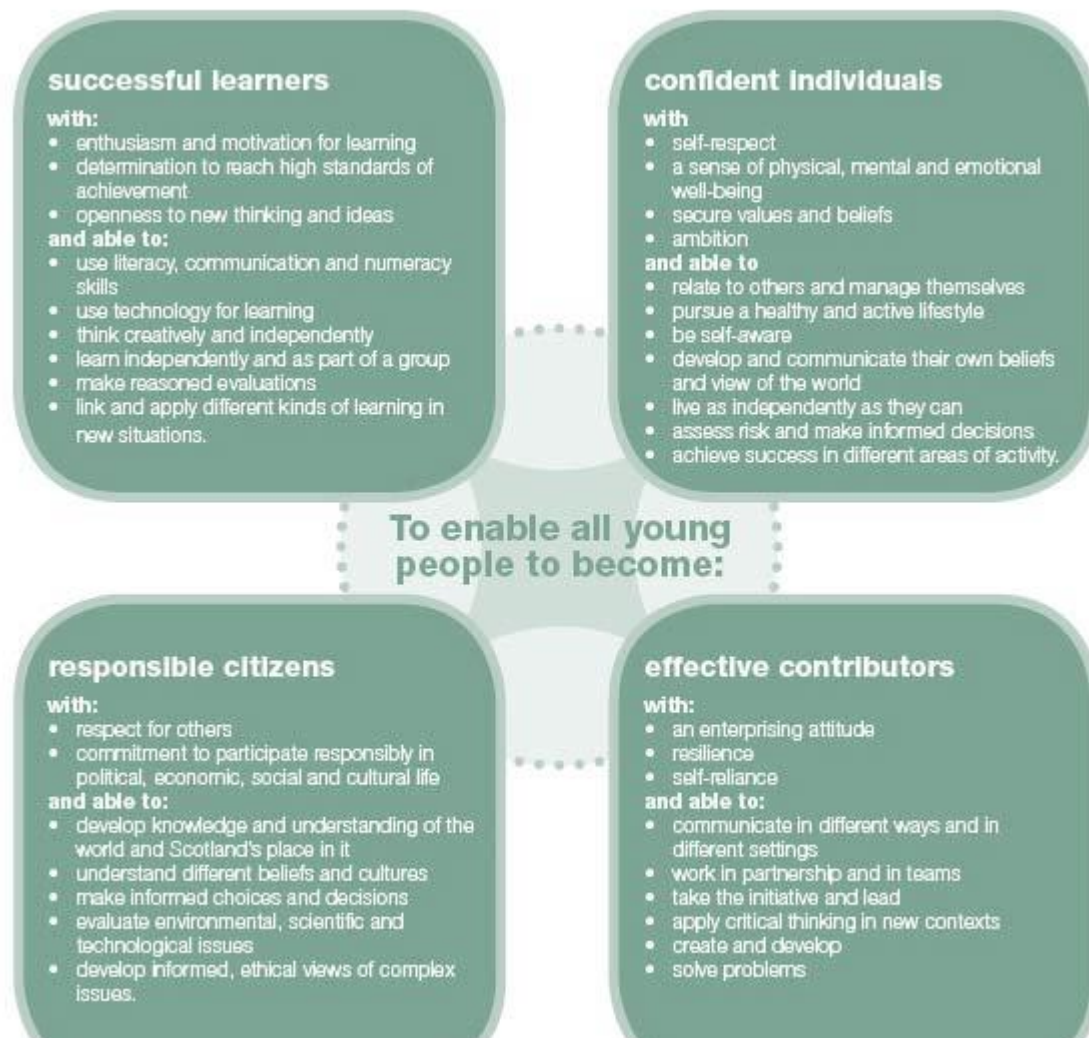 successful learners
with:
• enthusiasm and motivation for learning
• determination to reach high standards of
achievement
• openness to new thinking and ideas
and able to:
• use literacy, communication and numeracy
skills
• use technology for learning
• think creatively and independently
• learn independently and as part of a group
• make reasoned evaluations
• link and apply different kinds of learning in
new situations.
confident individuals
with
• self-respect
• a sense of physical, mental and emotional
well-being
• secure values and beliefs
• ambition
and able to
• relate to others and manage themselves
• pursue a healthy and active lifestyle
• be self-aware
• develop and communicate their own beliefs
and view of the world
• live as independently as they can
• assess risk and make informed decisions
• achieve success in different areas of activity.
To enable all young
people to become:
responsible citizens
with:
• respect for others
• commitment to participate responsibly in
political, economic, social and cultural life
and able to:
• develop knowledge and understanding of the
world and Scotland's place in it
• understand different beliefs and cultures
• make informed choices and decisions
• evaluate environmental, scientific and
technological issues
• develop informed, ethical views of complex
issues.
effective contributors
with:
• an enterprising attitude
• resilience
• self-reliance
and able to:
• communicate in different ways and in
different settings
• work in partnership and in teams
• take the initiative and lead
• apply critical thinking in new contexts
• create and develop
• solve problems